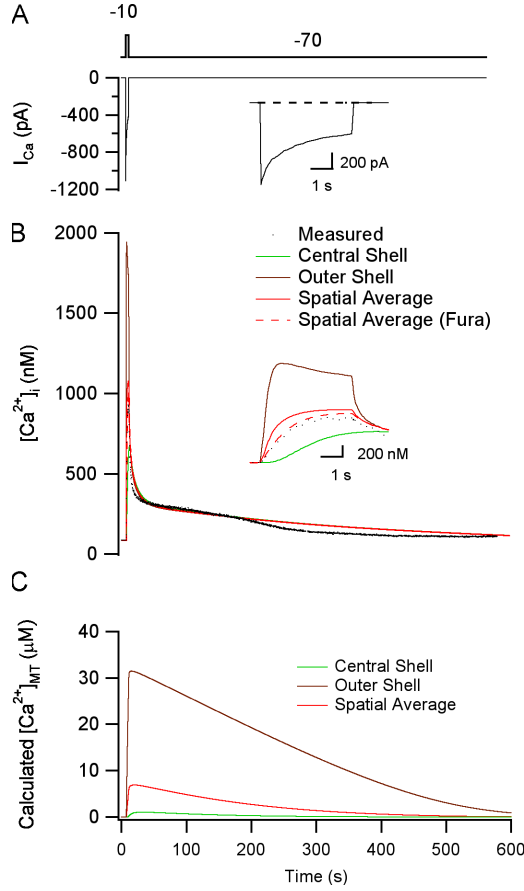 A
-10
-70
0
-400
-800
-1200
I_Ca (pA)
200 pA
1 s
B
2000
1500
1000
500
0
[Ca2+]i (nM)
Measured
Central Shell
Outer Shell
Spatial Average
Spatial Average (Fura)
200 nM
1 s
C
40
30
20
10
0
Calculated [Ca2+]MT (µM)
Central Shell
Outer Shell
Spatial Average
0 100 200 300 400 500 600
Time (s)